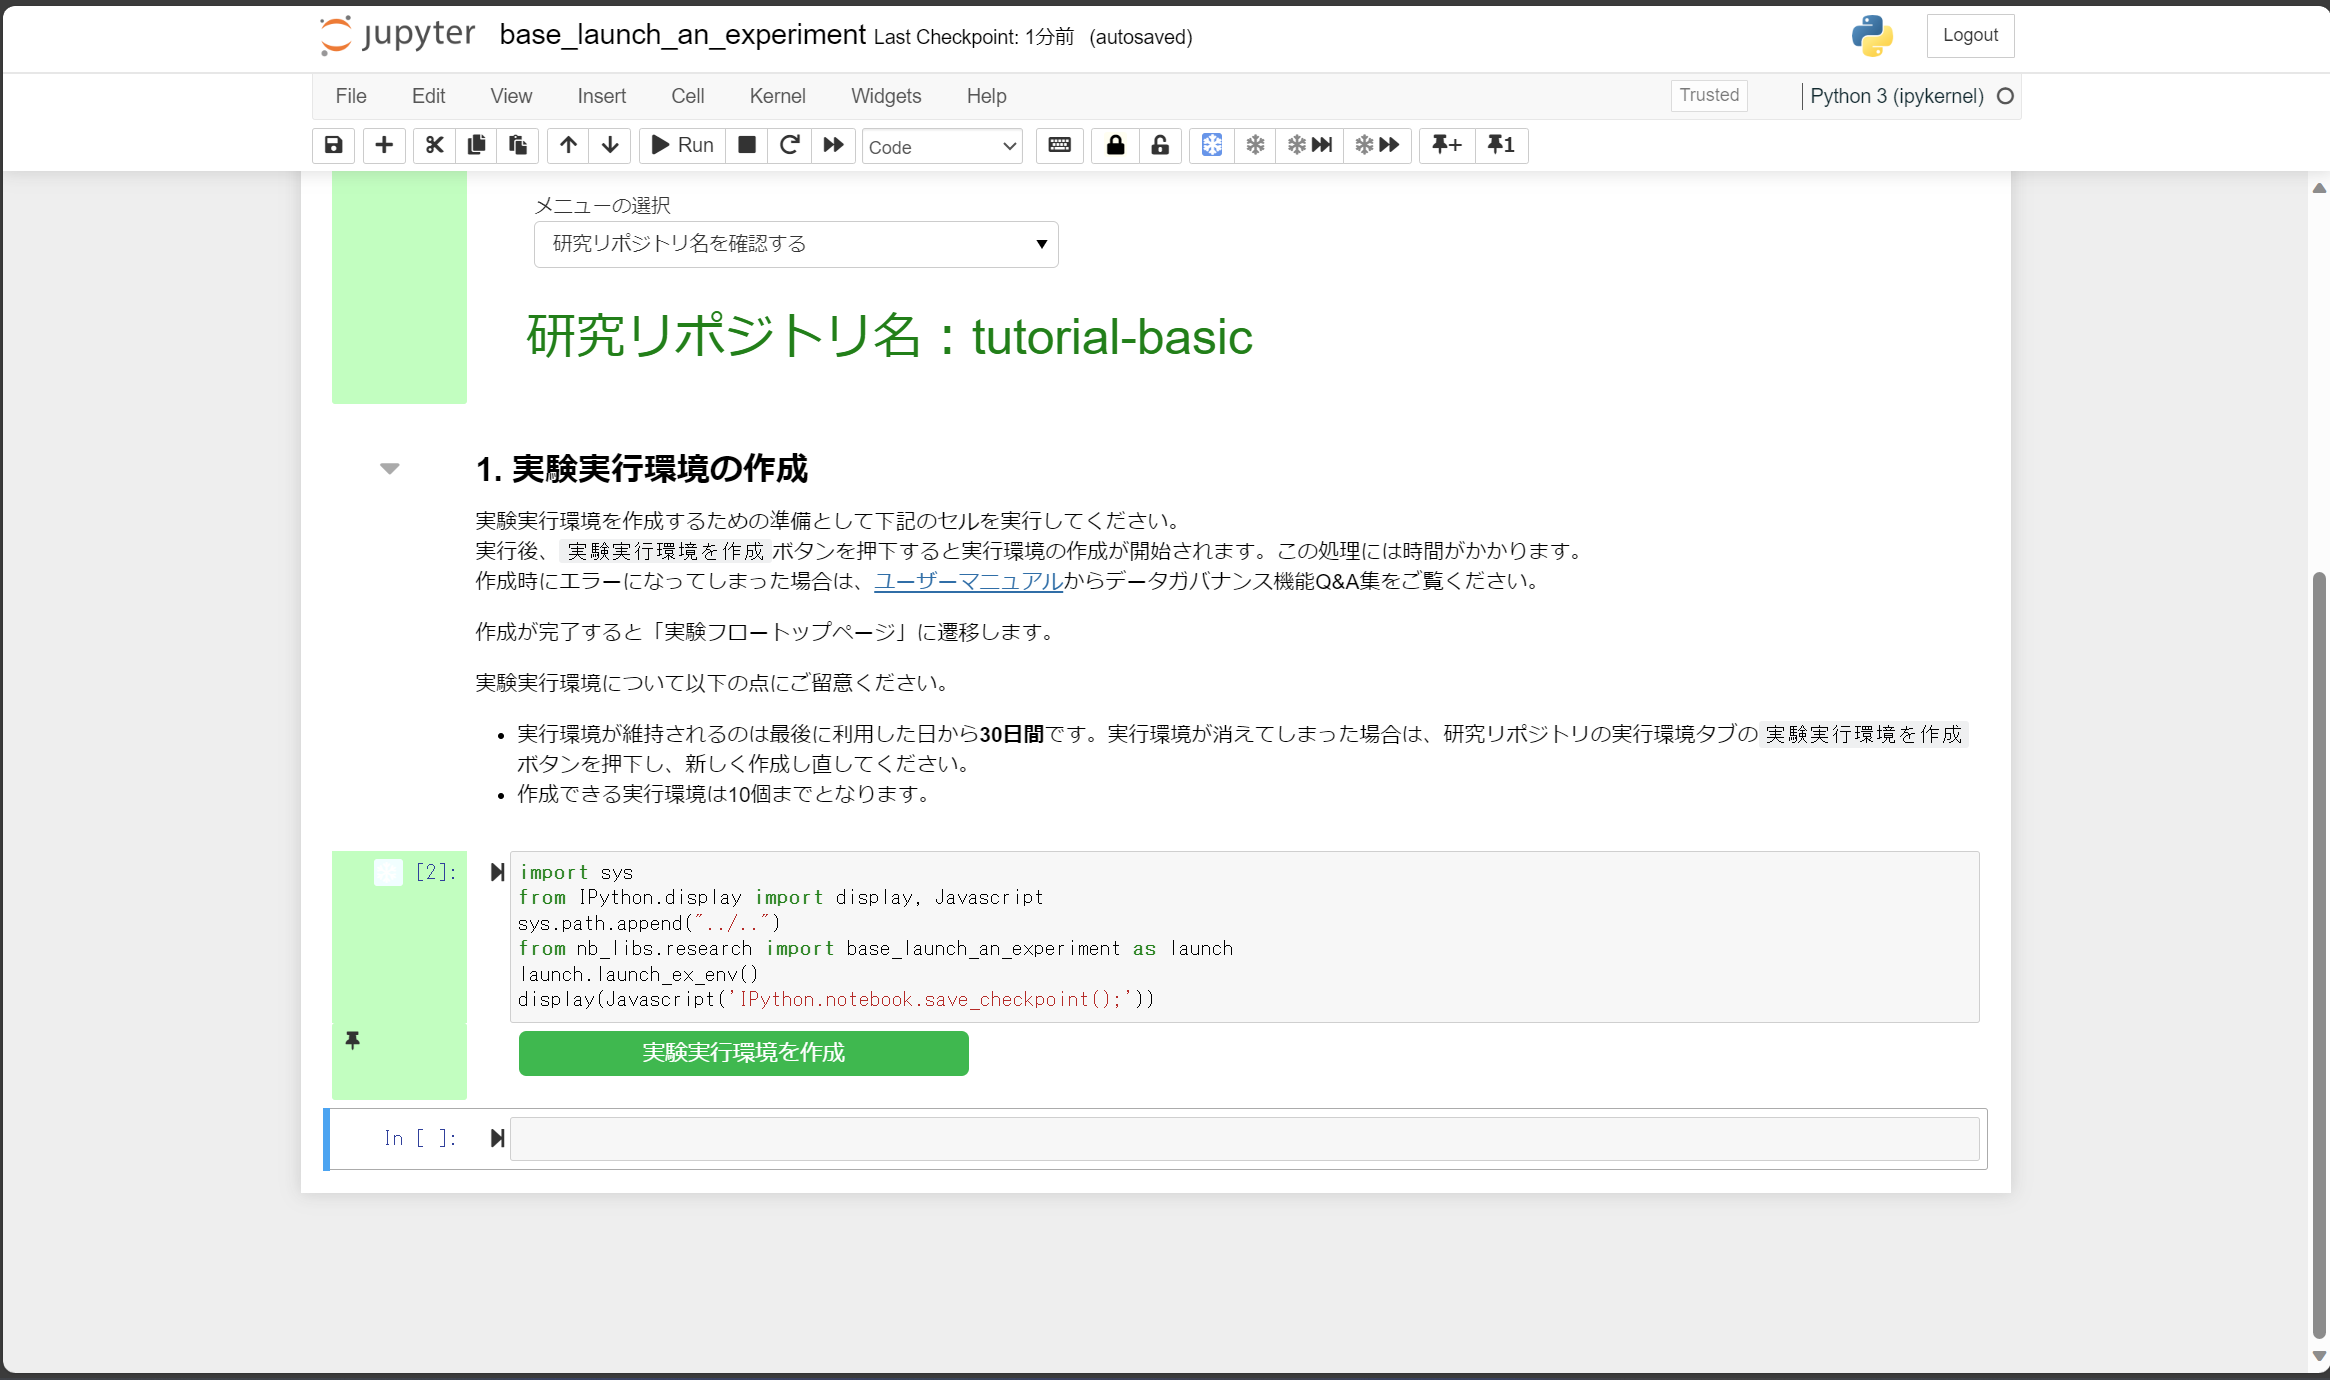 jupyter base_launch_an_experiment Last Checkpoint: 1分前 (autosaved)
Logout
File Edit View Insert Cell Kernel Widgets Help
Trusted
Python 3 (ipykernel)
Run
Code
+
1
メニューの選択
研究リポジトリ名を確認する
研究リポジトリ名：tutorial-basic
1. 実験実行環境の作成
実験実行環境を作成するための準備として下記のセルを実行してください。
実行後、実験実行環境を作成ボタンを押下すると実行環境の作成が開始されます。この処理には時間がかかります。
作成時にエラーになってしまった場合は、ユーザーマニュアルからデータガバナンス機能Q&A集をご覧ください。
作成が完了すると「実験フロートップページ」に遷移します。
実験実行環境について以下の点にご留意ください。
• 実行環境が維持されるのは最後に利用した日から30日間です。実行環境が消えてしまった場合は、研究リポジトリの実行環境タブの実験実行環境を作成
ボタンを押下し、新しく作成し直してください。
• 作成できる実行環境は10個までとなります。
[2]:
import sys
from IPython.display import display, Javascript
sys.path.append("../..")
from nb_libs.research import base_launch_an_experiment as launch
launch.launch_ex_env()
display(Javascript('IPython.notebook.save_checkpoint();'))
実験実行環境を作成
In [ ]: